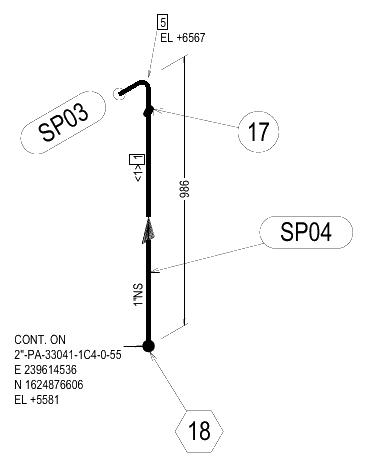 5
EL +6567
SP03
17
<1> 1
986
SP04
1"NS
CONT. ON
2"-PA-33041-1C4-0-55
E 239614536
N 1624876606
EL +5581
18